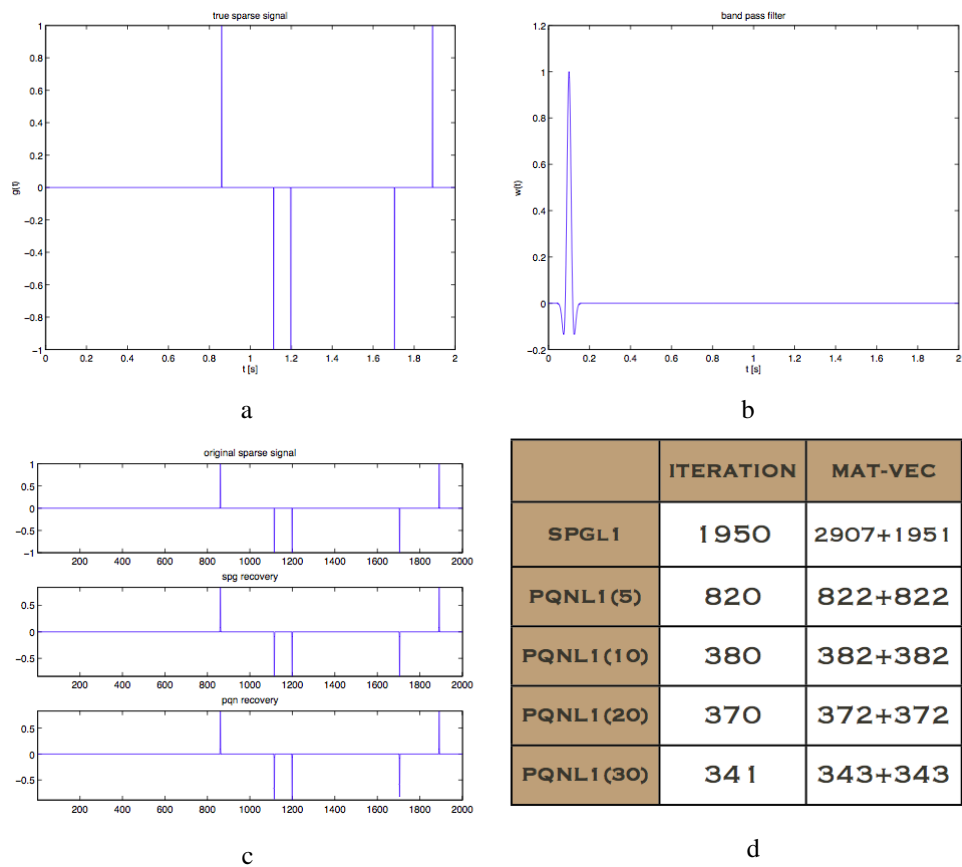 true sparse signal
1
0.8
0.6
0.4
0.2
0
−0.2
−0.4
−0.6
−0.8
−1
g(t)
0 0.2 0.4 0.6 0.8 1 1.2 1.4 1.6 1.8 2
t [s]
a
band pass filter
1.2
1
0.8
0.6
0.4
0.2
0
−0.2
w(t)
0 0.2 0.4 0.6 0.8 1 1.2 1.4 1.6 1.8 2
t [s]
b
original sparse signal
1
0.5
0
−0.5
−1
200 400 600 800 1000 1200 1400 1600 1800 2000
spg recovery
0.5
0
−0.5
200 400 600 800 1000 1200 1400 1600 1800 2000
pqn recovery
0.5
0
−0.5
200 400 600 800 1000 1200 1400 1600 1800 2000
c
ITERATION MAT-VEC
SPGL1 1950 2907+1951
PQNL1(5) 820 822+822
PQNL1(10) 380 382+382
PQNL1(20) 370 372+372
PQNL1(30) 341 343+343
d